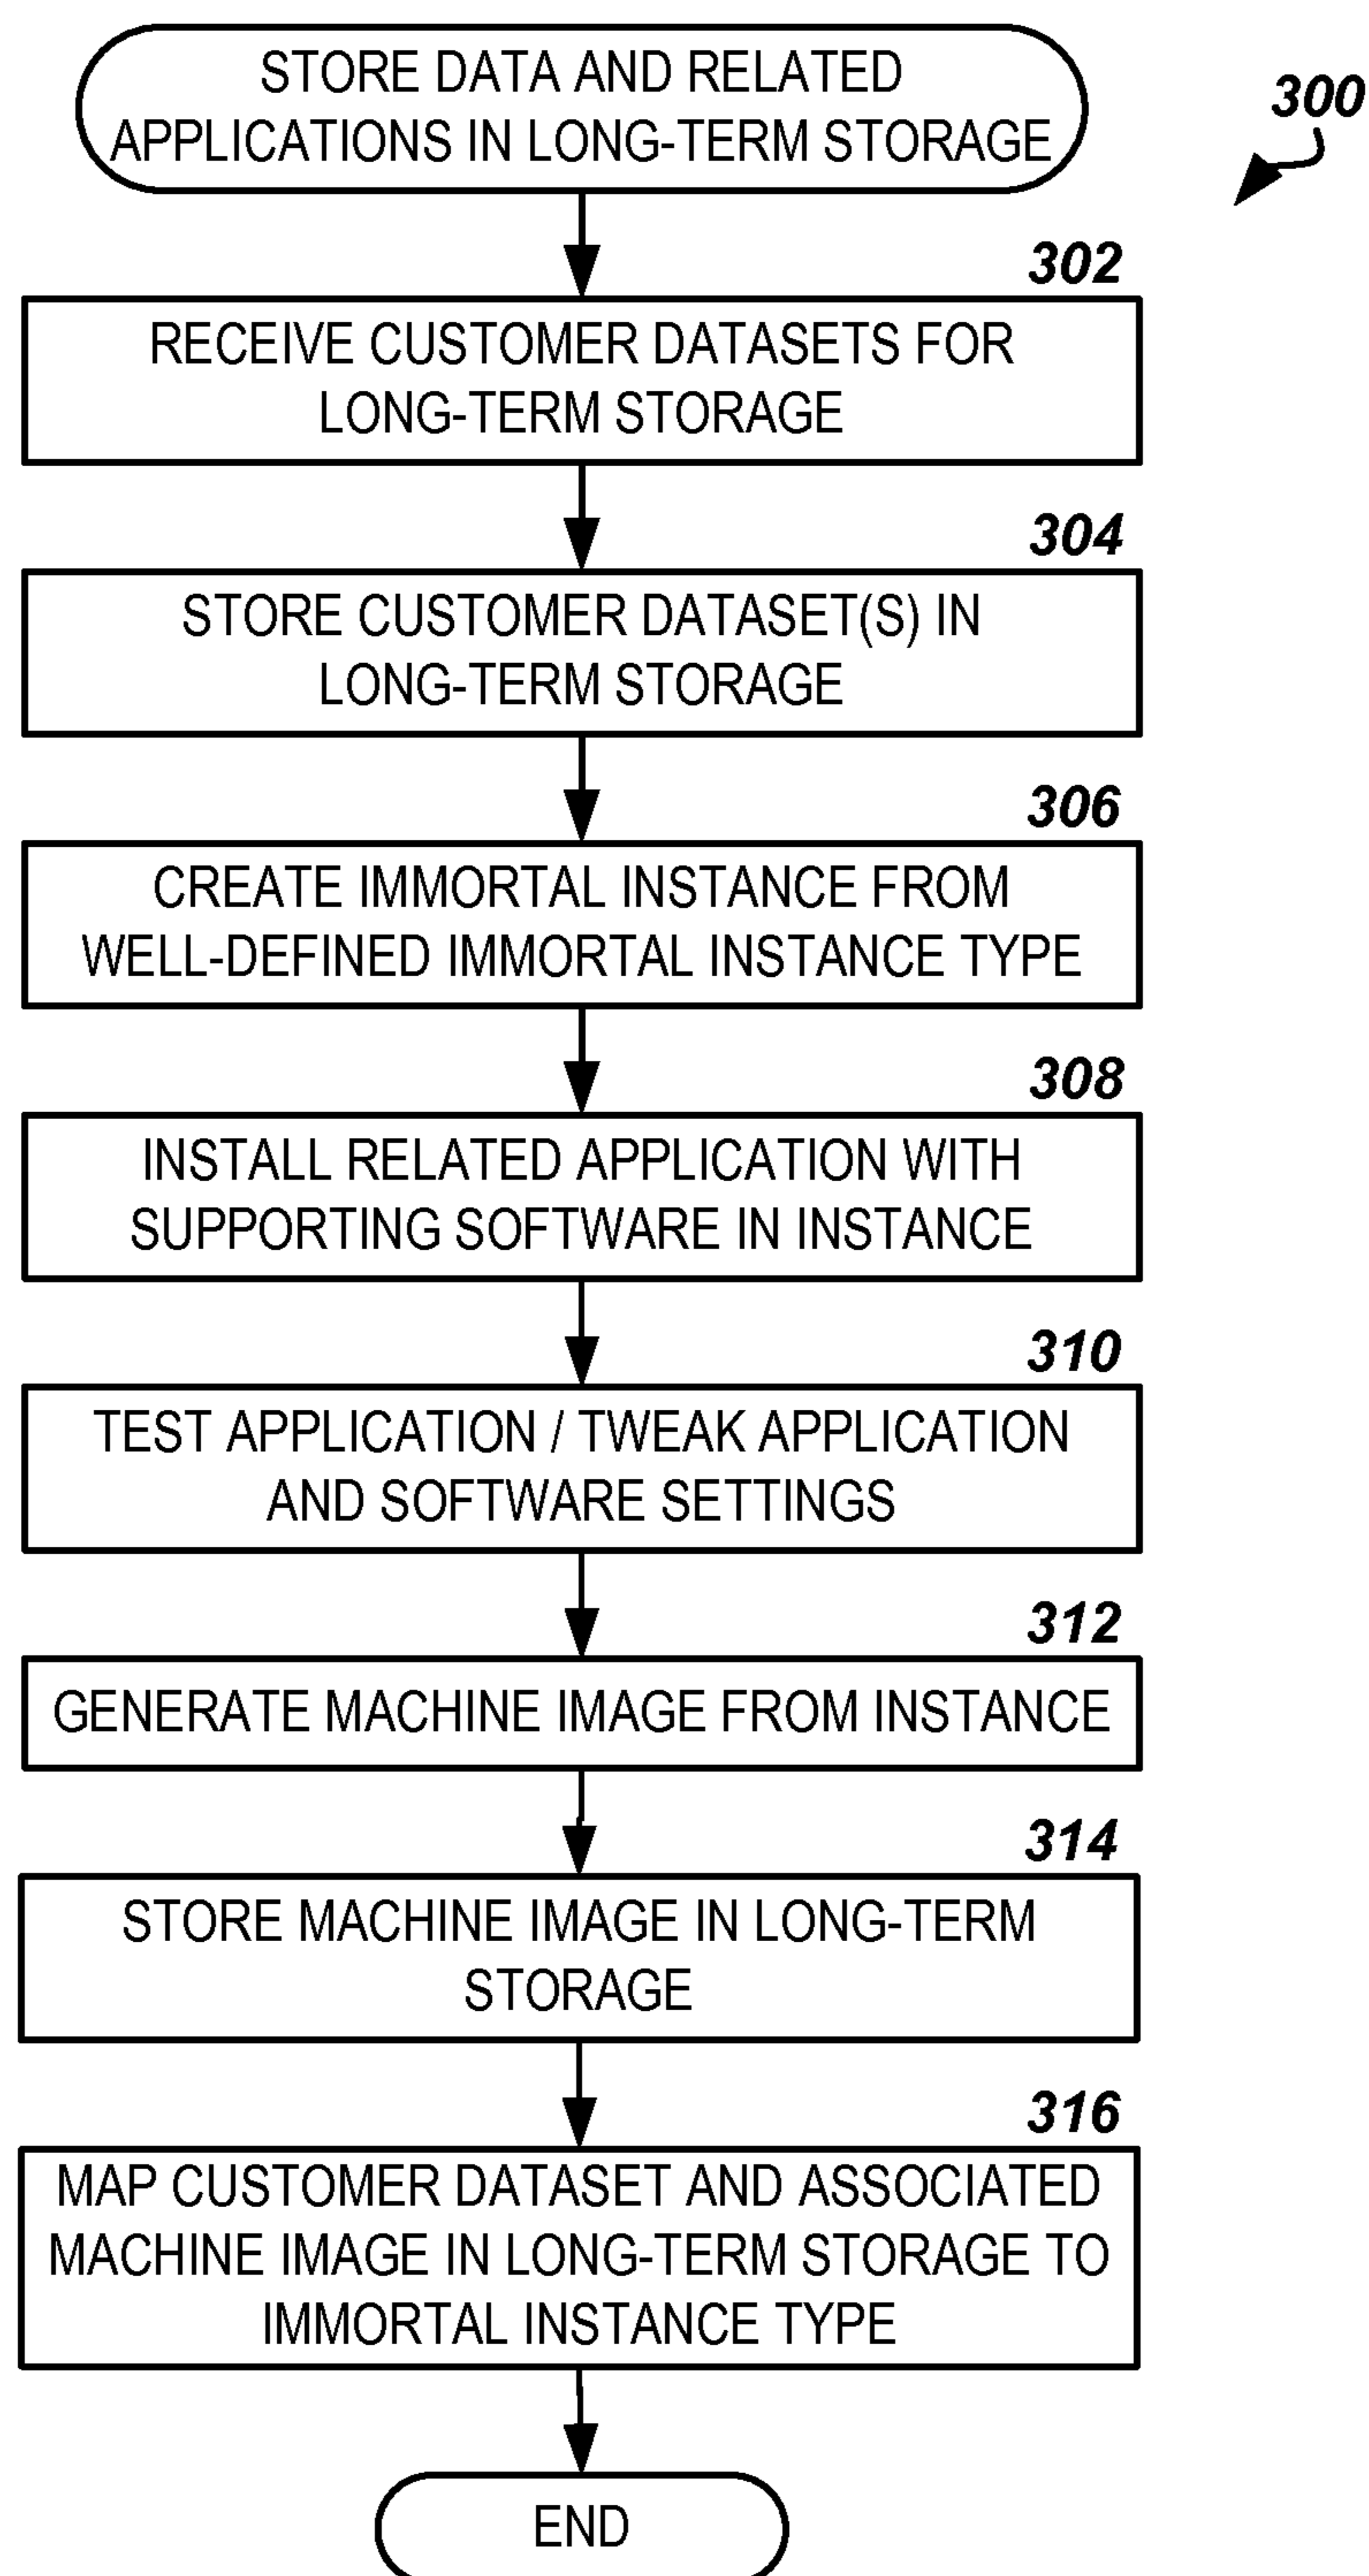 STORE DATA AND RELATED
APPLICATIONS IN LONG-TERM STORAGE
300
302
RECEIVE CUSTOMER DATASETS FOR
LONG-TERM STORAGE
304
STORE CUSTOMER DATASET(S) IN
LONG-TERM STORAGE
306
CREATE IMMORTAL INSTANCE FROM
WELL-DEFINED IMMORTAL INSTANCE TYPE
308
INSTALL RELATED APPLICATION WITH
SUPPORTING SOFTWARE IN INSTANCE
310
TEST APPLICATION / TWEAK APPLICATION
AND SOFTWARE SETTINGS
312
GENERATE MACHINE IMAGE FROM INSTANCE
314
STORE MACHINE IMAGE IN LONG-TERM
STORAGE
316
MAP CUSTOMER DATASET AND ASSOCIATED
MACHINE IMAGE IN LONG-TERM STORAGE TO
IMMORTAL INSTANCE TYPE
END